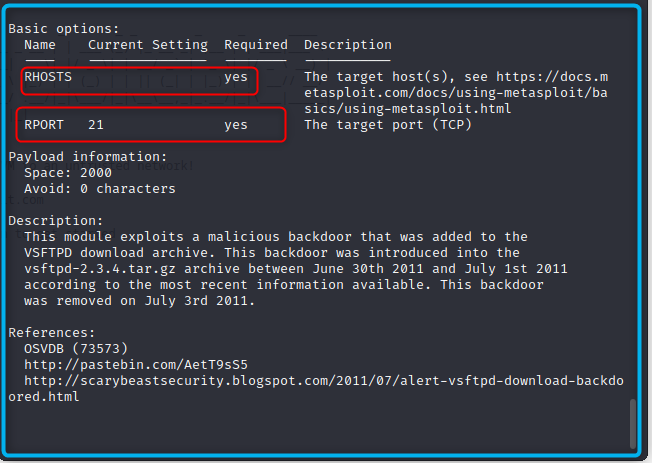 Basic options:
Name Current Setting Required Description
RHOSTS yes The target host(s), see https://docs.m
etasploit.com/docs/using-metasploit/ba
sics/using-metasploit.html
RPORT 21 yes The target port (TCP)
Payload information:
Space: 2000
Avoid: 0 characters
Description:
This module exploits a malicious backdoor that was added to the
VSFTPD download archive. This backdoor was introduced into the
vsftpd-2.3.4.tar.gz archive between June 30th 2011 and July 1st 2011
according to the most recent information available. This backdoor
was removed on July 3rd 2011.
References:
OSVDB (73573)
http://pastebin.com/AetT9sS5
http://scarybeastsecurity.blogspot.com/2011/07/alert-vsftpd-download-backdo
ored.html